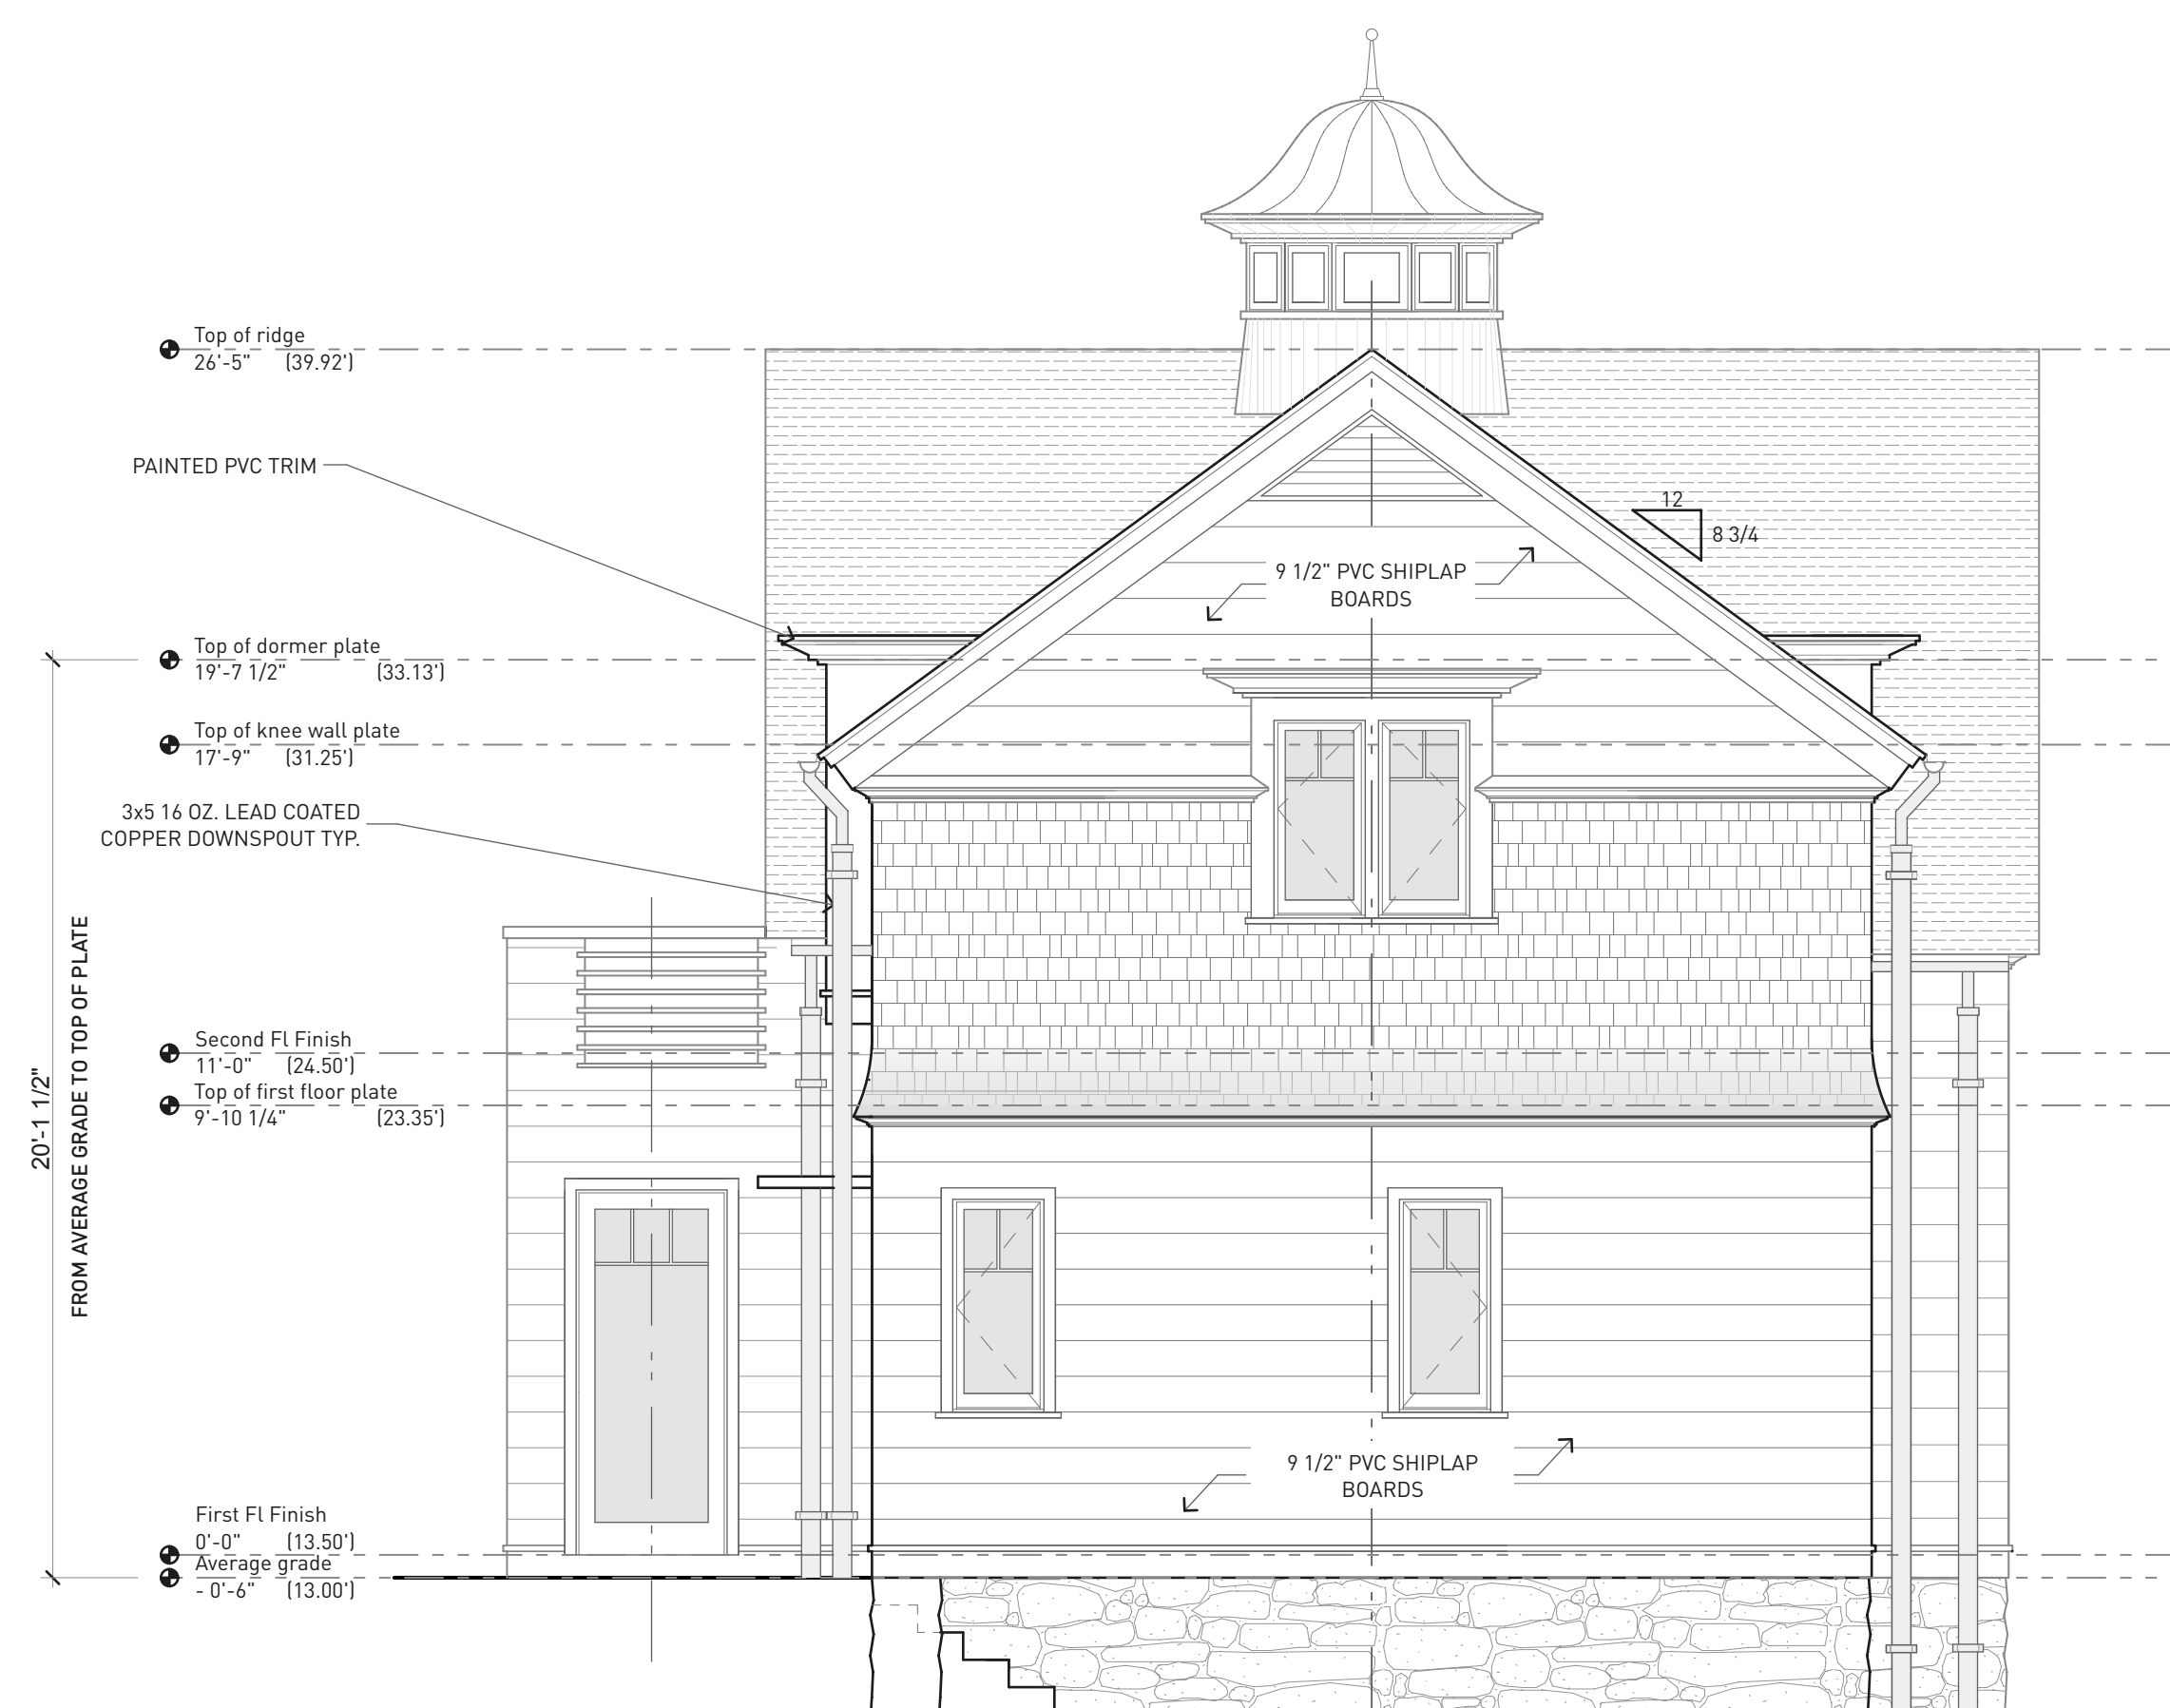 Top of ridge
26'-5" (39.92')
PAINTED PVC TRIM
12
8 3/4
9 1/2" PVC SHIPLAP
BOARDS
Top of dormer plate
19'-7 1/2" (33.13')
Top of knee wall plate
17'-9" (31.25')
3x5 16 OZ. LEAD COATED
COPPER DOWNSPOUT TYP.
20'-1 1/2"
FROM AVERAGE GRADE TO TOP OF PLATE
Second Fl Finish
11'-0" (24.50')
Top of first floor plate
9'-10 1/4" (23.35')
9 1/2" PVC SHIPLAP
BOARDS
First Fl Finish
0'-0" (13.50')
Average grade
- 0'-6" (13.00')